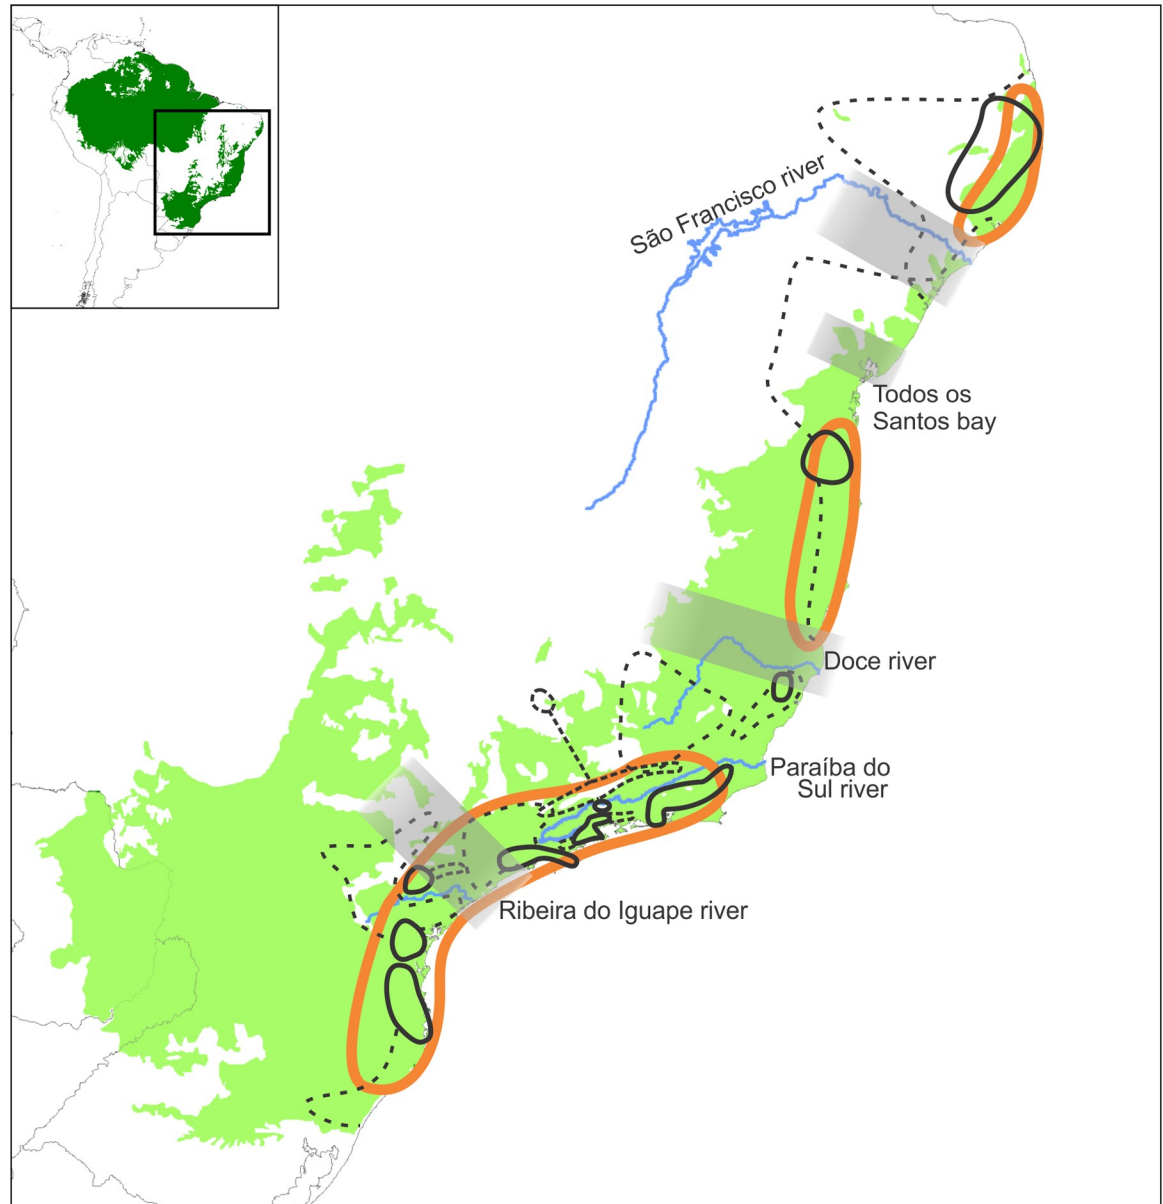 São Francisco river
Todos os
Santos bay
Doce river
Paraíba do
Sul river
Ribeira do Iguape river